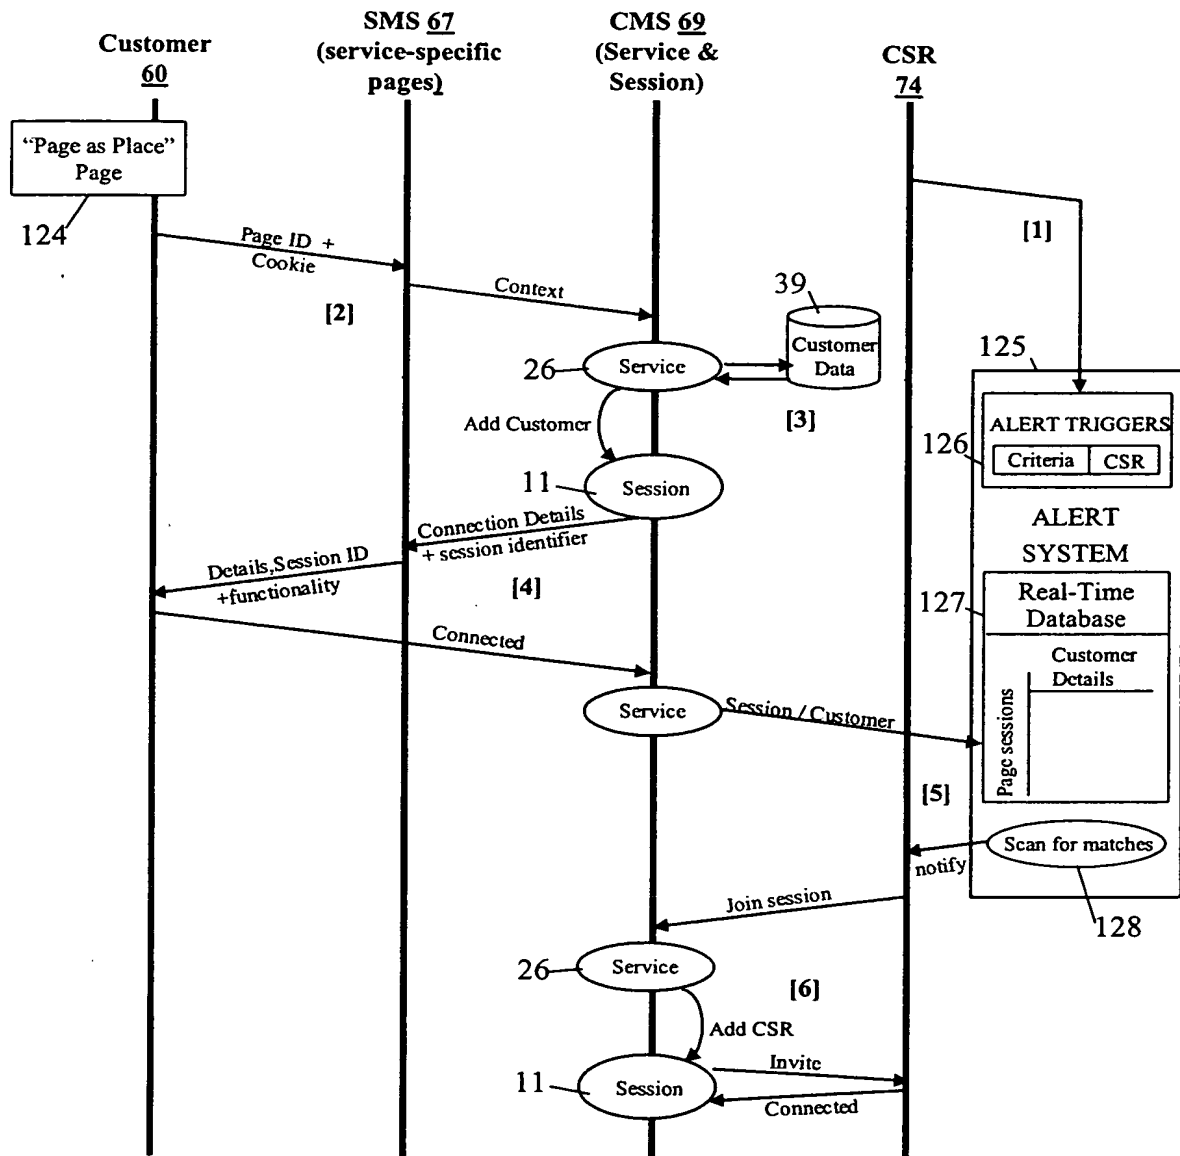 Customer
60
SMS 67
(service-specific
pages)
CMS 69
(Service &
Session)
CSR
74
“Page as Place”
Page
124
Page ID +
Cookie
[1]
Context
[2]
39
Customer
Data
26
Service
[3]
125
Add Customer
ALERT TRIGGERS
126
Criteria
CSR
11
Session
ALERT
SYSTEM
Connection Details
+ session identifier
Details,Session ID
+functionality
[4]
127
Real-Time
Database
Connected
Customer
Details
Page sessions
Service
Session / Customer
[5]
Scan for matches
notify
128
Join session
26
Service
[6]
Add CSR
Invite
11
Session
Connected